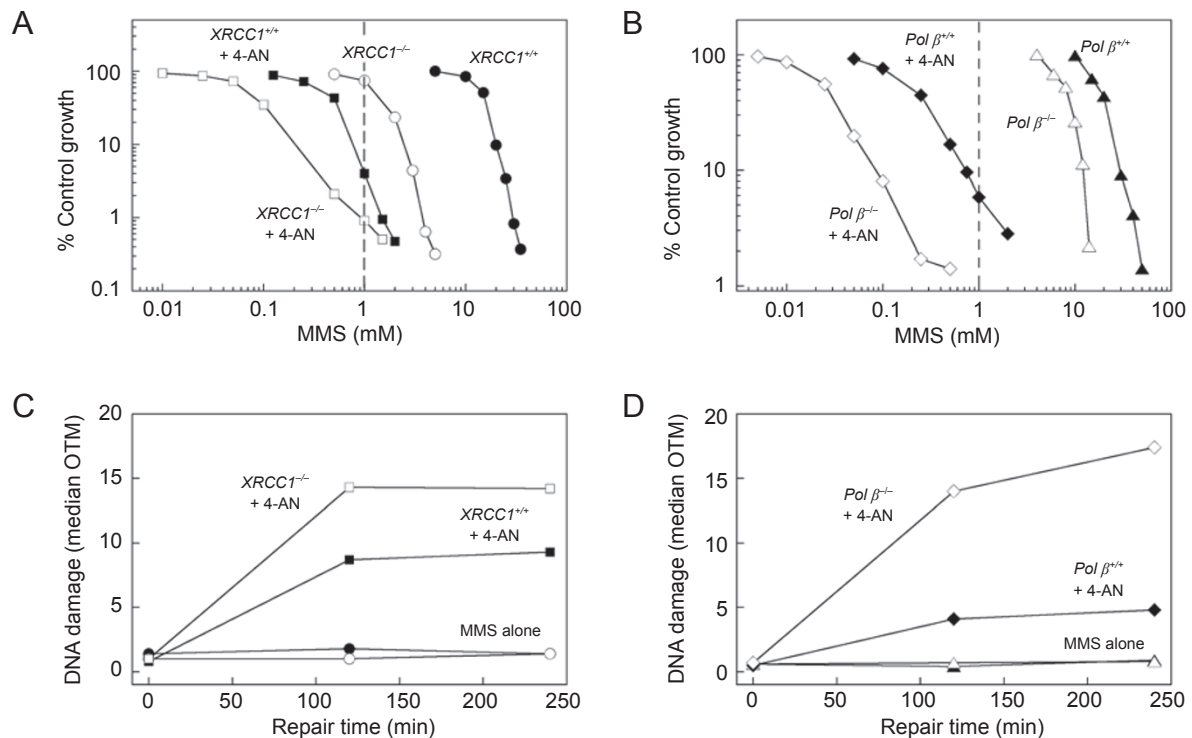 A
XRCC1+/+
+ 4-AN
XRCC1–/–
XRCC1+/+
XRCC1–/–
+ 4-AN
% Control growth
100
10
1
0.1
0.01
0.1
1
10
100
MMS (mM)
B
Pol β+/+
+ 4-AN
Pol β+/+
Pol β–/–
Pol β–/–
+ 4-AN
% Control growth
100
10
1
0.01
0.1
1
10
100
MMS (mM)
C
XRCC1–/–
+ 4-AN
XRCC1+/+
+ 4-AN
MMS alone
DNA damage (median OTM)
20
15
10
5
0
0
50
100
150
200
250
Repair time (min)
D
Pol β–/–
+ 4-AN
Pol β+/+
+ 4-AN
MMS alone
DNA damage (median OTM)
20
15
10
5
0
0
50
100
150
200
250
Repair time (min)